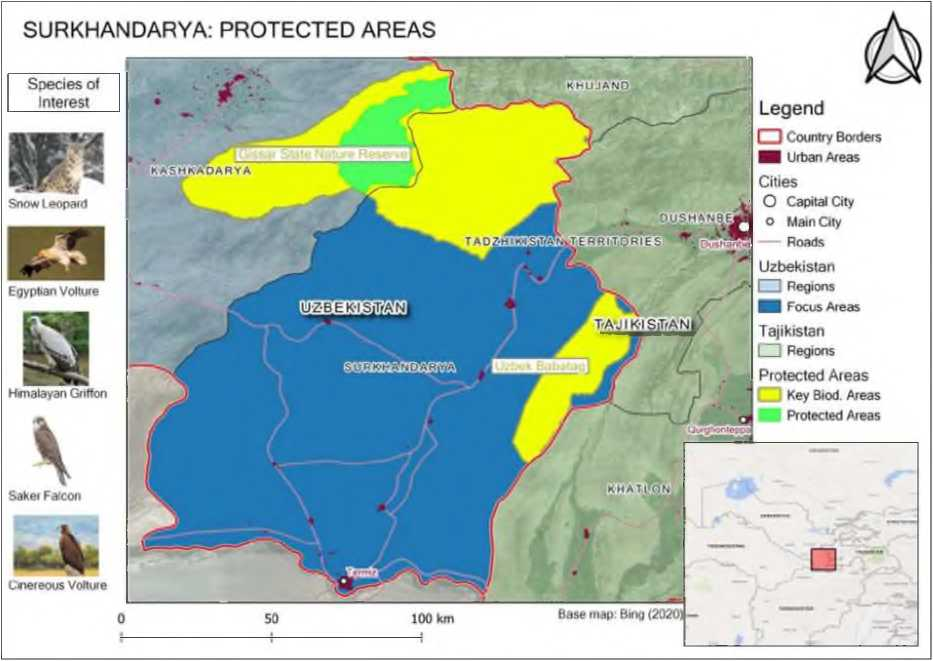 SURKHANDARYA: PROTECTED AREAS
Species of
Interest
Snow Leopard
Egyptian Volture
Himalayan Griffon
Saker Falcon
Cinereous Volture
KHUJAND
Gissar State Nature Reserve
KASHKADARYA
DUSHANBE
Dushanbe
TADZHIKISTAN TERRITORIES
UZBEKISTAN
TAJIKISTAN
SURKHANDARYA
Uzbek Babatag
Qurghonteppa
KHATLON
Termiz
Legend
Country Borders
Urban Areas
Cities
Capital City
Main City
Roads
Uzbekistan
Regions
Focus Areas
Tajikistan
Regions
Protected Areas
Key Biod. Areas
Protected Areas
Base map: Bing (2020)
0 50 100 km